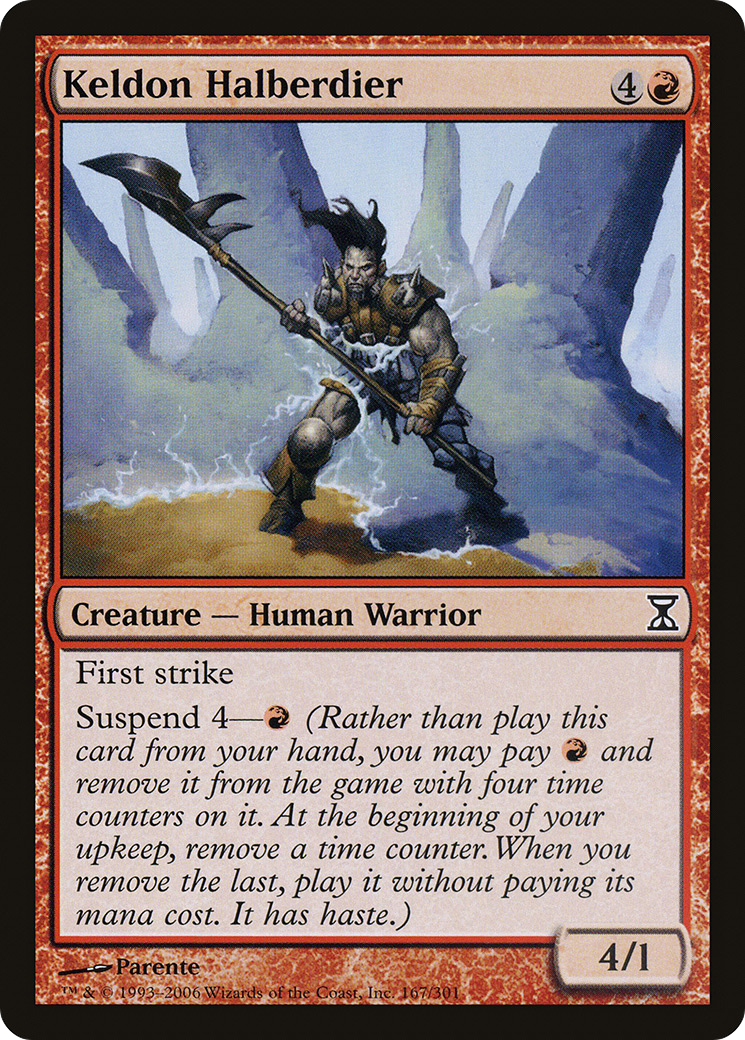 Keldon Halberdier 4
Creature — Human Warrior
First strike
Suspend 4— (Rather than play this
card from your hand, you may pay and
remove it from the game with four time
counters on it. At the beginning of your
upkeep, remove a time counter. When you
remove the last, play it without paying its
mana cost. It has haste.)
4/1
Parente
™ & © 1993–2006 Wizards of the Coast, Inc. 167/301